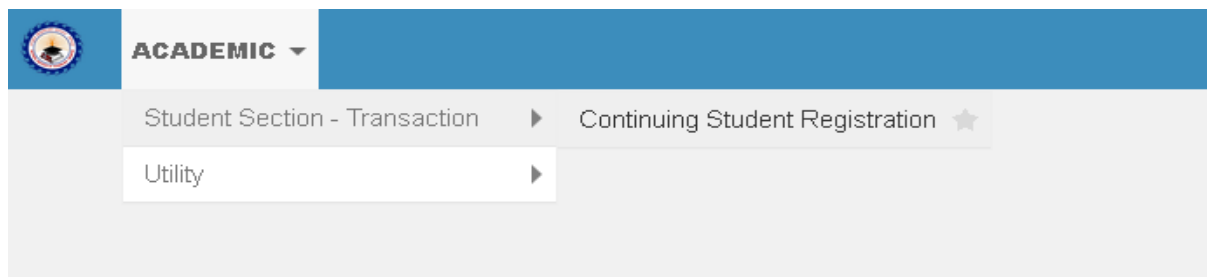 ACADEMIC
Student Section - Transaction
Continuing Student Registration
Utility